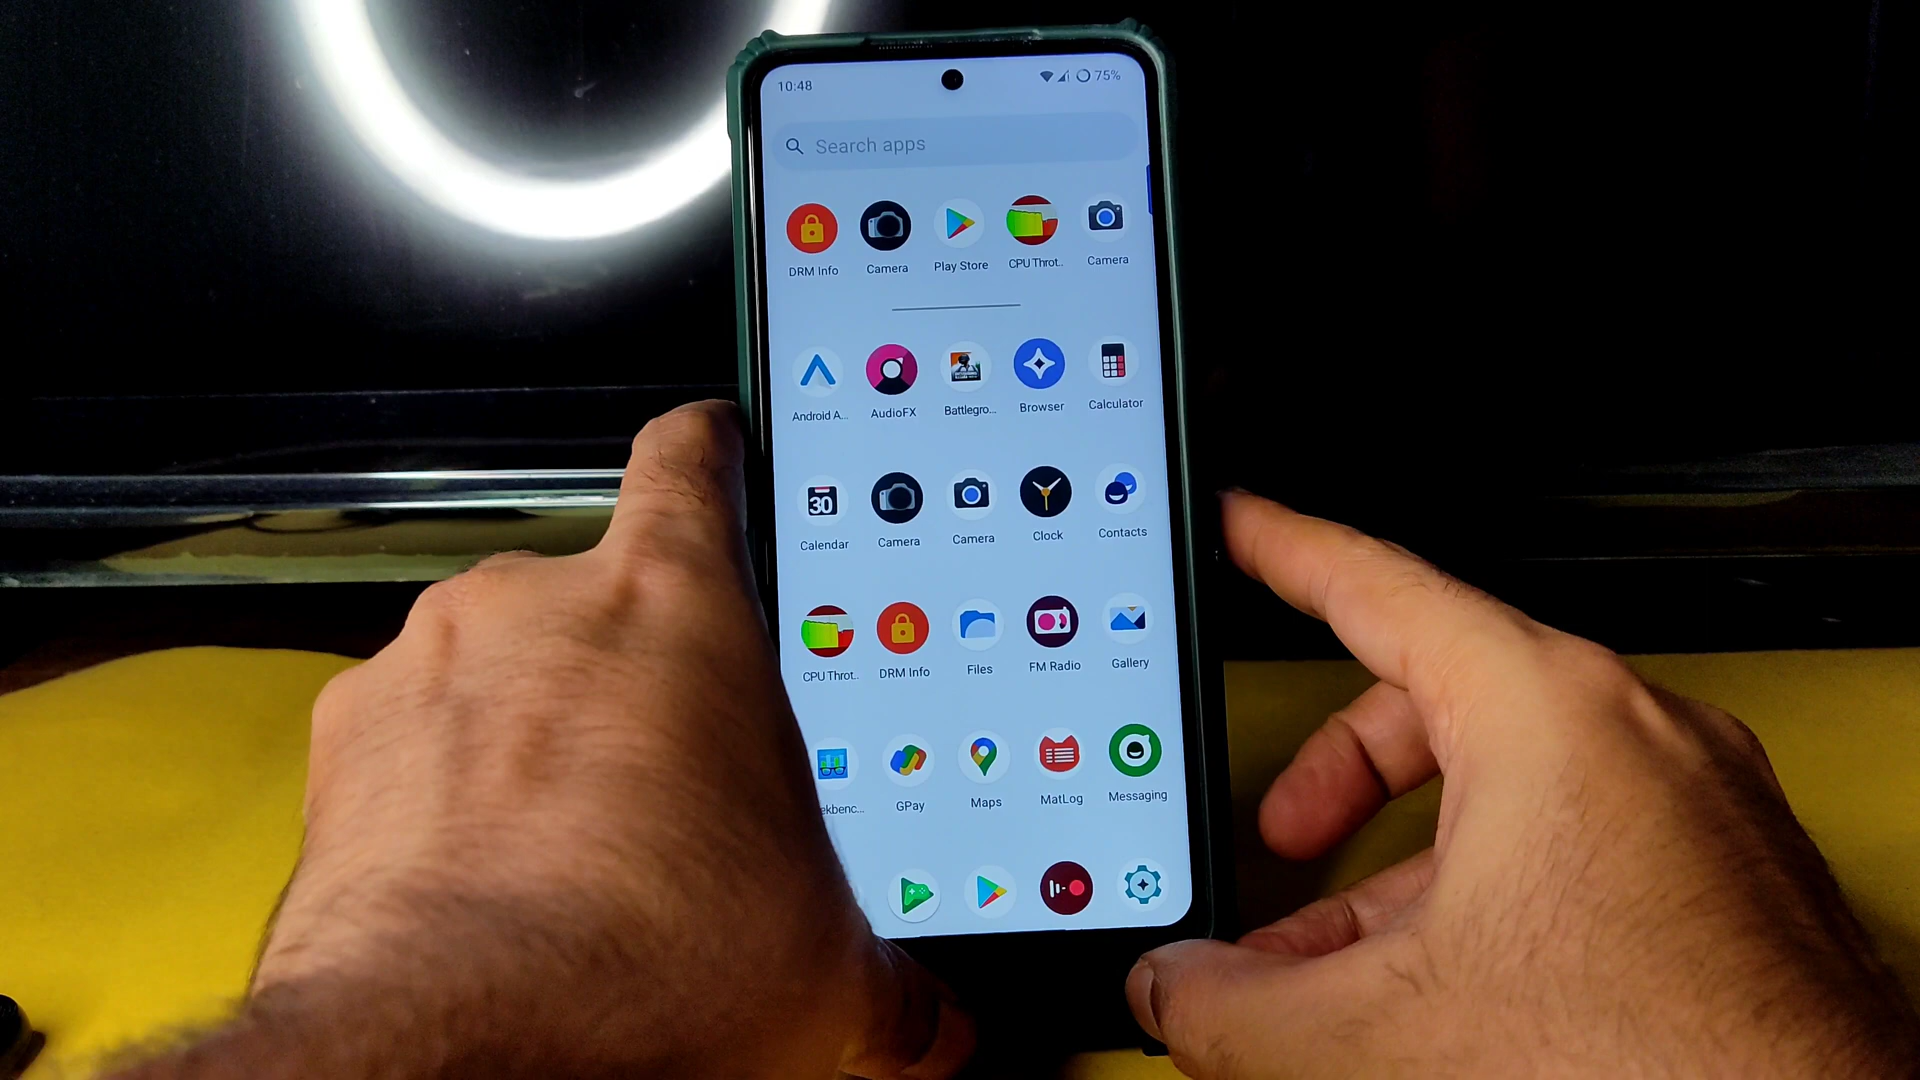 10:48 75%
Search apps
DRM Info Camera Play Store CPU Throt.. Camera
Android A... AudioFX Battlegro... Browser Calculator
30
Calendar Camera Camera Clock Contacts
CPU Throt.. DRM Info Files FM Radio Gallery
ekbenc... GPay Maps MatLog Messaging